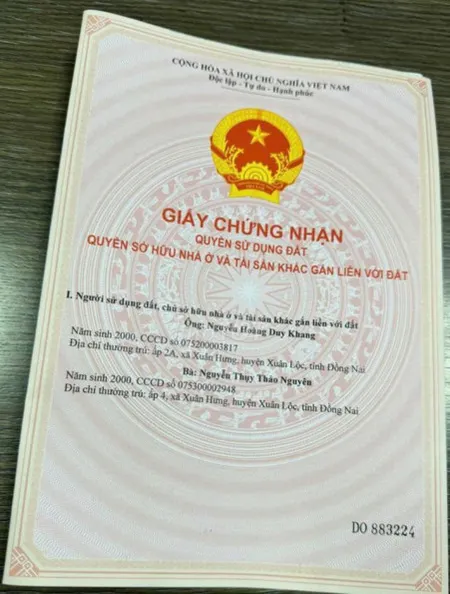 CỘNG HÒA XÃ HỘI CHỦ NGHĨA VIỆT NAM
Độc lập - Tự do - Hạnh phúc
GIẤY CHỨNG NHẬN
QUYỀN SỬ DỤNG ĐẤT
QUYỀN SỞ HỮU NHÀ Ở VÀ TÀI SẢN KHÁC GẮN LIỀN VỚI ĐẤT
I. Người sử dụng đất, chủ sở hữu nhà ở và tài sản khác gắn liền với đất
Ông: Nguyễn Hoàng Duy Khang
Năm sinh 2000, CCCD số 075200003817
Địa chỉ thường trú: ấp 2A, xã Xuân Hưng, huyện Xuân Lộc, tỉnh Đồng Nai
Bà: Nguyễn Thụy Thảo Nguyên
Năm sinh 2000, CCCD số 075300002948
Địa chỉ thường trú: ấp 4, xã Xuân Hưng, huyện Xuân Lộc, tỉnh Đồng Nai
DO 883224